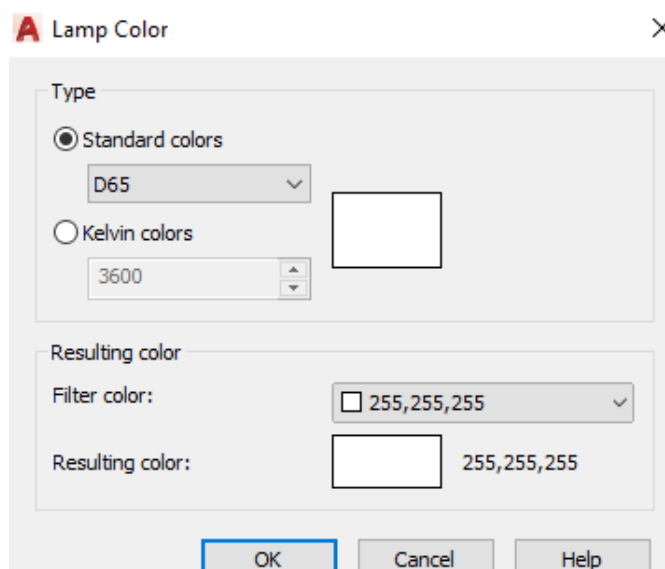 Lamp Color
Type
Standard colors
D65
Kelvin colors
3600
Resulting color
Filter color:
255,255,255
Resulting color:
255,255,255
OK
Cancel
Help